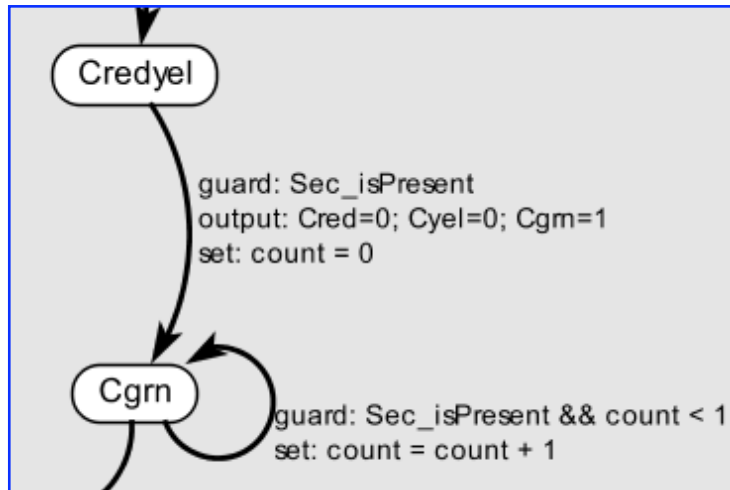 Credyel
guard: Sec_isPresent
output: Cred=0; Cyel=0; Cgrn=1
set: count = 0
Cgrn
guard: Sec_isPresent && count < 1
set: count = count + 1